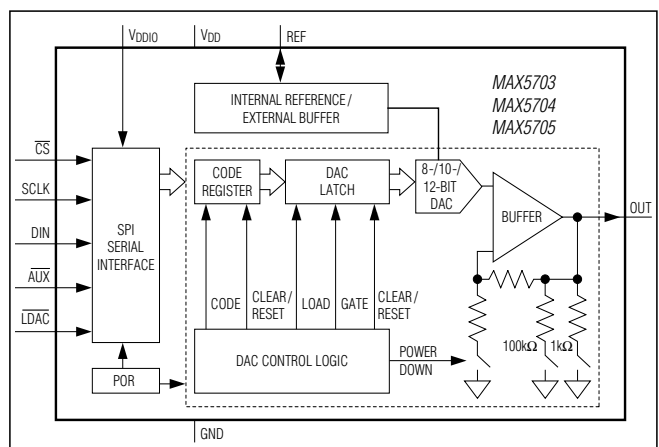 VDDIO VDD REF
INTERNAL REFERENCE/
EXTERNAL BUFFER
MAX5703
MAX5704
MAX5705
CS
SCLK
DIN
AUX
LDAC
SPI
SERIAL
INTERFACE
CODE
REGISTER
DAC
LATCH
8-/10-/
12-BIT
DAC
BUFFER
OUT
CODE
CLEAR/
RESET
LOAD
GATE
CLEAR/
RESET
100kΩ
1kΩ
DAC CONTROL LOGIC
POWER
DOWN
POR
GND